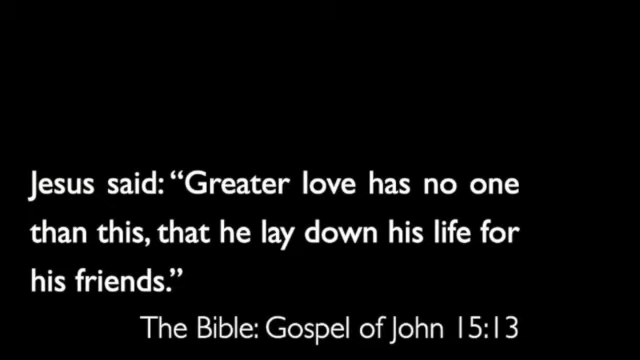 Jesus said: “Greater love has no one
than this, that he lay down his life for
his friends.”
The Bible: Gospel of John 15:13